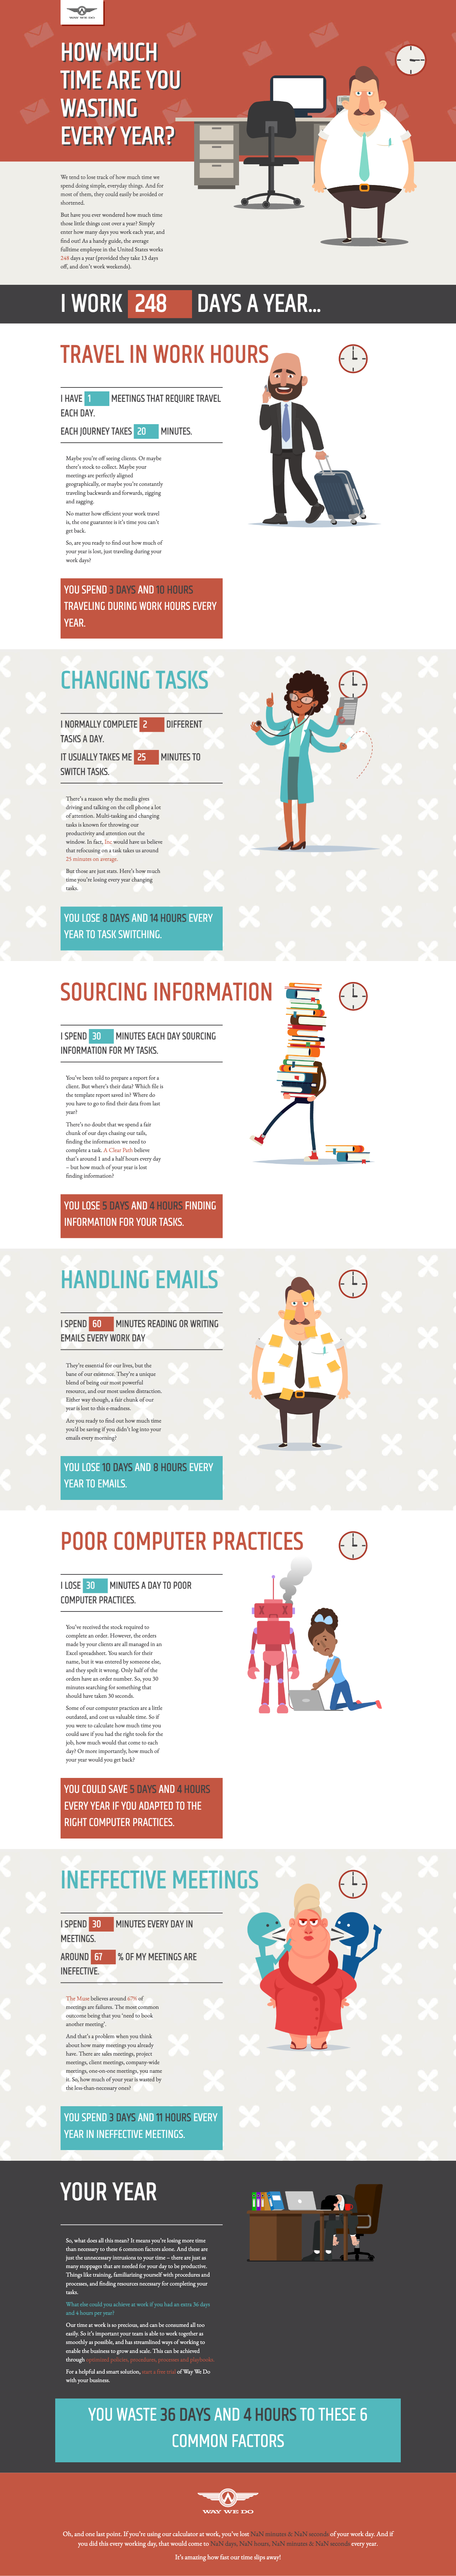 WAY WE DO
HOW MUCH
TIME ARE YOU
WASTING
EVERY YEAR?
We tend to lose track of how much time we
spend doing simple, everyday things. And for
most of them, they could easily be avoided or
shortened.
But have you ever wondered how much time
those little things cost over a year? Simply
enter how many days you work each year, and
find out! As a handy guide, the average
fulltime employee in the United States works
248 days a year (provided they take 13 days
off, and don't work weekends).
I WORK 248 DAYS A YEAR...
TRAVEL IN WORK HOURS
I HAVE 1 MEETINGS THAT REQUIRE TRAVEL
EACH DAY.
EACH JOURNEY TAKES 20 MINUTES.
Maybe you're off seeing clients. Or maybe
there's stock to collect. Maybe your
meetings are perfectly aligned
geographically, or maybe you're constantly
traveling backwards and forwards, zigging
and zagging.
No matter how efficient your work travel
is, the one guarantee is it's time you can't
get back.
So, are you ready to find out how much of
your year is lost, just traveling during your
work days?
YOU SPEND 3 DAYS AND 10 HOURS
TRAVELING DURING WORK HOURS EVERY
YEAR.
CHANGING TASKS
I NORMALLY COMPLETE 2 DIFFERENT
TASKS A DAY.
IT USUALLY TAKES ME 25 MINUTES TO
SWITCH TASKS.
There's a reason why the media gives
driving and talking on the cell phone a lot
of attention. Multi-tasking and changing
tasks is known for throwing our
productivity and attention out the
window. In fact, Inc would have us believe
that refocusing on a task takes us around
25 minutes on average.
But those are just stats. Here's how much
time you're losing every year changing
tasks.
YOU LOSE 8 DAYS AND 14 HOURS EVERY
YEAR TO TASK SWITCHING.
SOURCING INFORMATION
I SPEND 30 MINUTES EACH DAY SOURCING
INFORMATION FOR MY TASKS.
You've been told to prepare a report for a
client. But where's their data? Which file is
the template report saved in? Where do
you have to go to find their data from last
year?
There's no doubt that we spend a fair
chunk of our days chasing our tails,
finding the information we need to
complete a task. A Clear Path believe
that's around 1 and a half hours every day
– but how much of your year is lost
finding information?
YOU LOSE 5 DAYS AND 4 HOURS FINDING
INFORMATION FOR YOUR TASKS.
HANDLING EMAILS
I SPEND 60 MINUTES READING OR WRITING
EMAILS EVERY WORK DAY
They're essential for our lives, but the
bane of our existence. They're a unique
blend of being our most powerful
resource, and our most useless distraction.
Either way though, a fair chunk of our
year is lost to this e-madness.
Are you ready to find out how much time
you'd be saving if you didn't log into your
emails every morning?
YOU LOSE 10 DAYS AND 8 HOURS EVERY
YEAR TO EMAILS.
POOR COMPUTER PRACTICES
I LOSE 30 MINUTES A DAY TO POOR
COMPUTER PRACTICES.
You've received the stock required to
complete an order. However, the orders
made by your clients are all managed in an
Excel spreadsheet. You search for their
name, but it was entered by someone else,
and they spelt it wrong. Only half of the
orders have an order number. So, you 30
minutes searching for something that
should have taken 30 seconds.
Some of our computer practices are a little
outdated, and cost us valuable time. So if
you were to calculate how much time you
could save if you had the right tools for the
job, how much would that come to each
day? Or more importantly, how much of
your year would you get back?
YOU COULD SAVE 5 DAYS AND 4 HOURS
EVERY YEAR IF YOU ADAPTED TO THE
RIGHT COMPUTER PRACTICES.
INEFFECTIVE MEETINGS
I SPEND 30 MINUTES EVERY DAY IN
MEETINGS.
AROUND 67 % OF MY MEETINGS ARE
INEFECTIVE.
The Muse believes around 67% of
meetings are failures. The most common
outcome being that you 'need to book
another meeting'.
And that's a problem when you think
about how many meetings you already
have. There are sales meetings, project
meetings, client meetings, company-wide
meetings, one-on-one meetings, you name
it. So, how much of your year is wasted by
the less-than-necessary ones?
YOU SPEND 3 DAYS AND 11 HOURS EVERY
YEAR IN INEFFECTIVE MEETINGS.
YOUR YEAR
So, what does all this mean? It means you're losing more time
than necessary to these 6 common factors alone. And these are
just the unnecessary intrusions to your time – there are just as
many stoppages that are needed for your day to be productive.
Things like training, familiarizing yourself with procedures and
processes, and finding resources necessary for completing your
tasks.
What else could you achieve at work if you had an extra 36 days
and 4 hours per year?
Our time at work is so precious, and can be consumed all too
easily. So it's important your team is able to work together as
smoothly as possible, and has streamlined ways of working to
enable the business to grow and scale. This can be achieved
through optimized policies, procedures, processes and playbooks.
For a helpful and smart solution, start a free trial of Way We Do
with your business.
YOU WASTE 36 DAYS AND 4 HOURS TO THESE 6
COMMON FACTORS
WAY WE DO
Oh, and one last point. If you're using our calculator at work, you've lost NaN minutes & NaN seconds of your work day. And if
you did this every working day, that would come to NaN days, NaN hours, NaN minutes & NaN seconds every year.
It's amazing how fast our time slips away!